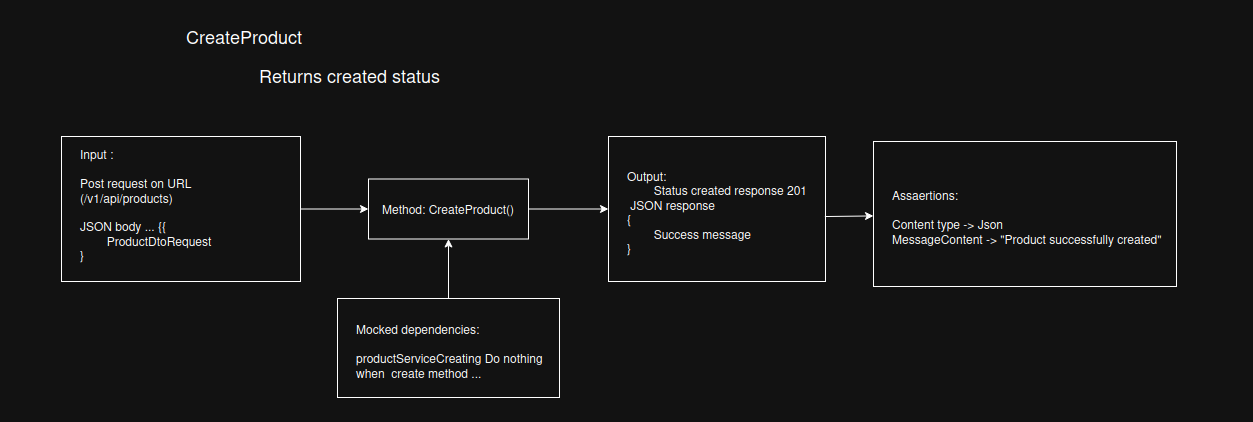 CreateProduct
Returns created status
Input :
Post request on URL
(/v1/api/products)
JSON body ... {{
ProductDtoRequest
}
Method: CreateProduct()
Mocked dependencies:
productServiceCreating Do nothing
when create method ...
Output:
Status created response 201
JSON response
{
Success message
}
Assaertions:
Content type -> Json
MessageContent -> "Product successfully created"